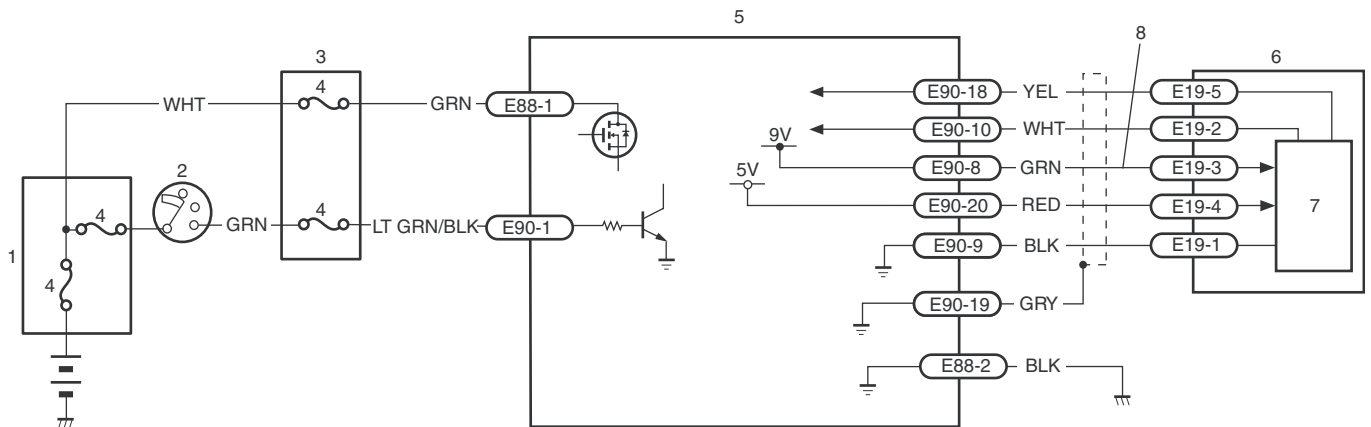 5
8
3
6
4
WHT
GRN
E88-1
E90-18
YEL
E19-5
E90-10
WHT
E19-2
9V
2
E90-8
GRN
E19-3
5V
4
4
GRN
LT GRN/BLK
E90-1
E90-20
RED
E19-4
7
1
4
E90-9
BLK
E19-1
E90-19
GRY
E88-2
BLK